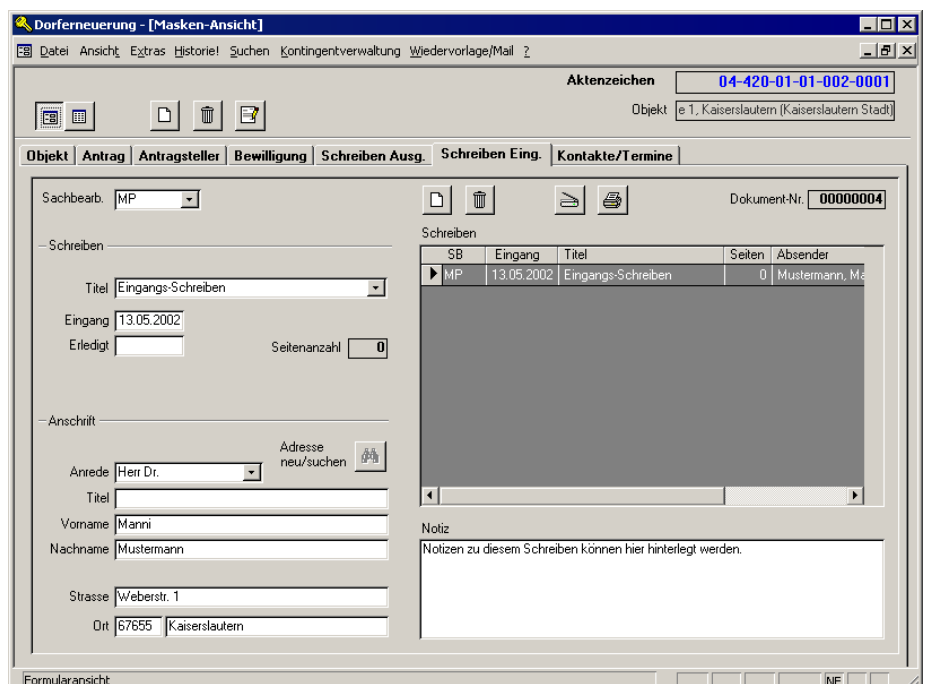 Dorferneuerung - [Masken-Ansicht]
Datei Ansicht Extras Historie! Suchen Kontingentverwaltung Wiedervorlage/Mail ?
Aktenzeichen 04-420-01-01-002-0001
Objekt e 1, Kaiserslautern (Kaiserslautern Stadt)
Objekt Antrag Antragsteller Bewilligung Schreiben Ausg. Schreiben Eing. Kontakte/Termine
Sachbearb. MP
Dokument-Nr. 00000004
Schreiben
Titel Eingangs-Schreiben
Eingang 13.05.2002
Erledigt
Seitenanzahl 0
Anschrift
Adresse
neu/suchen
Anrede Herr Dr.
Titel
Vorname Manni
Nachname Mustermann
Strasse Weberstr. 1
Ort 67655 Kaiserslautern
Schreiben
SB Eingang Titel Seiten Absender
MP 13.05.2002 Eingangs-Schreiben 0 Mustermann, Ma
Notiz
Notizen zu diesem Schreiben können hier hinterlegt werden.
Formularansicht
NF